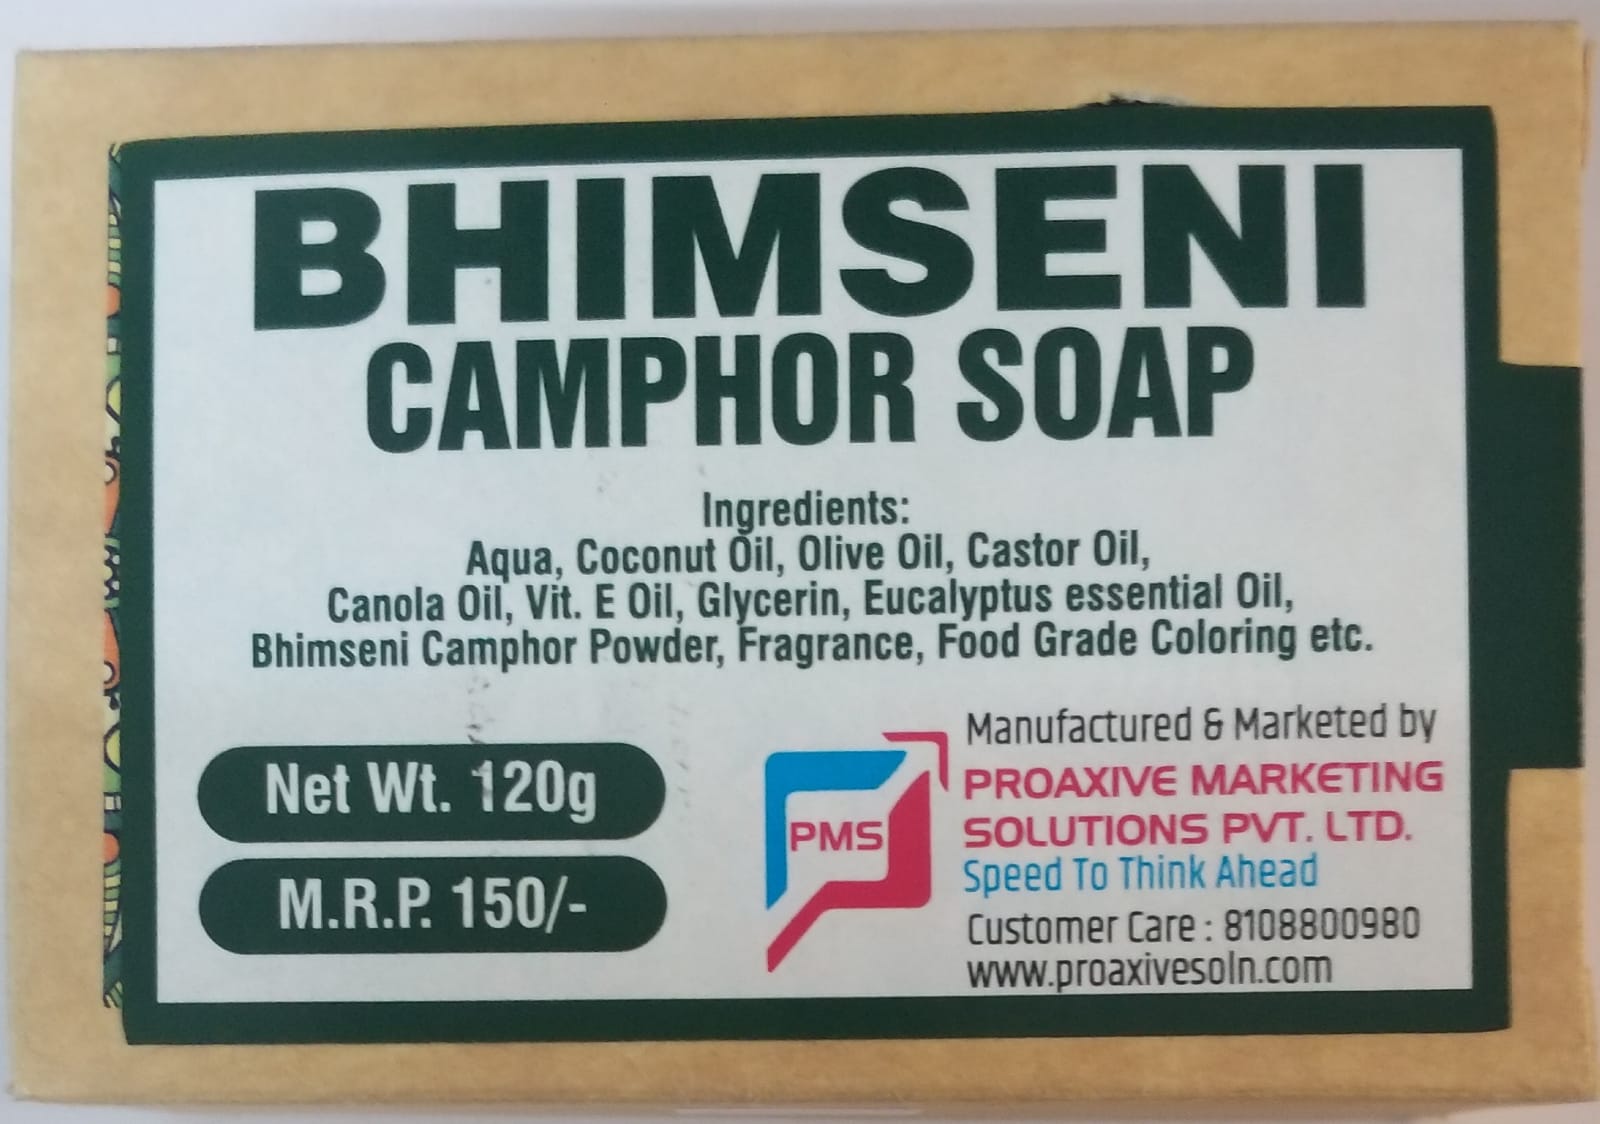 BHIMSENI
CAMPHOR SOAP
Ingredients:
Aqua, Coconut Oil, Olive Oil, Castor Oil,
Canola Oil, Vit. E Oil, Glycerin, Eucalyptus essential Oil,
Bhimseni Camphor Powder, Fragrance, Food Grade Coloring etc.
Net Wt. 120g
M.R.P. 150/-
PMS
Manufactured & Marketed by
PROAXIVE MARKETING
SOLUTIONS PVT. LTD.
Speed To Think Ahead
Customer Care : 8108800980
www.proaxivesoln.com